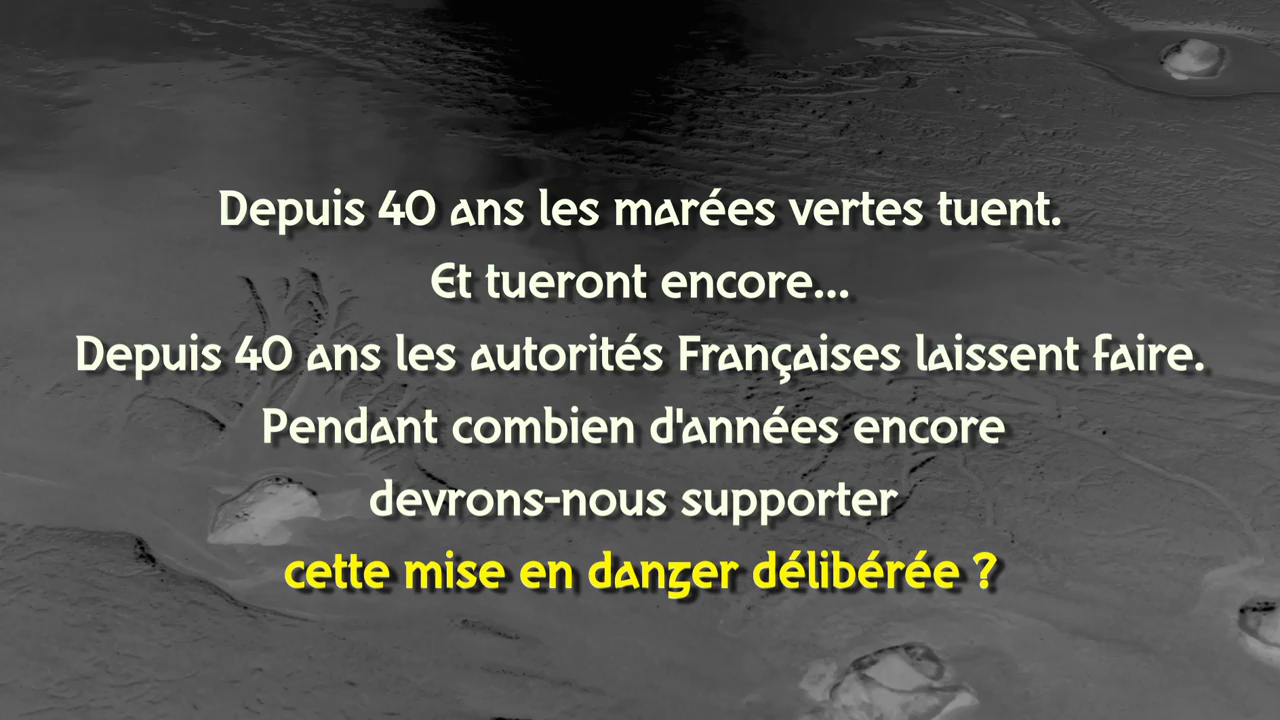 Depuis 40 ans les marées vertes tuent.
Et tueront encore...
Depuis 40 ans les autorités Françaises laissent faire.
Pendant combien d'années encore
devrons-nous supporter
cette mise en danger délibérée ?